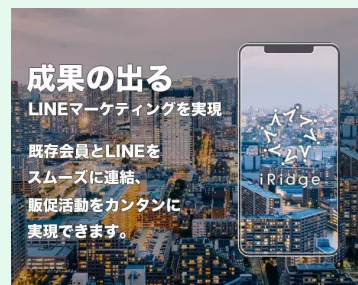 成果の出る
LINEマーケティングを実現
既存会員とLINEを
スムーズに連結、
販促活動をカンタンに
実現できます。
iRidge